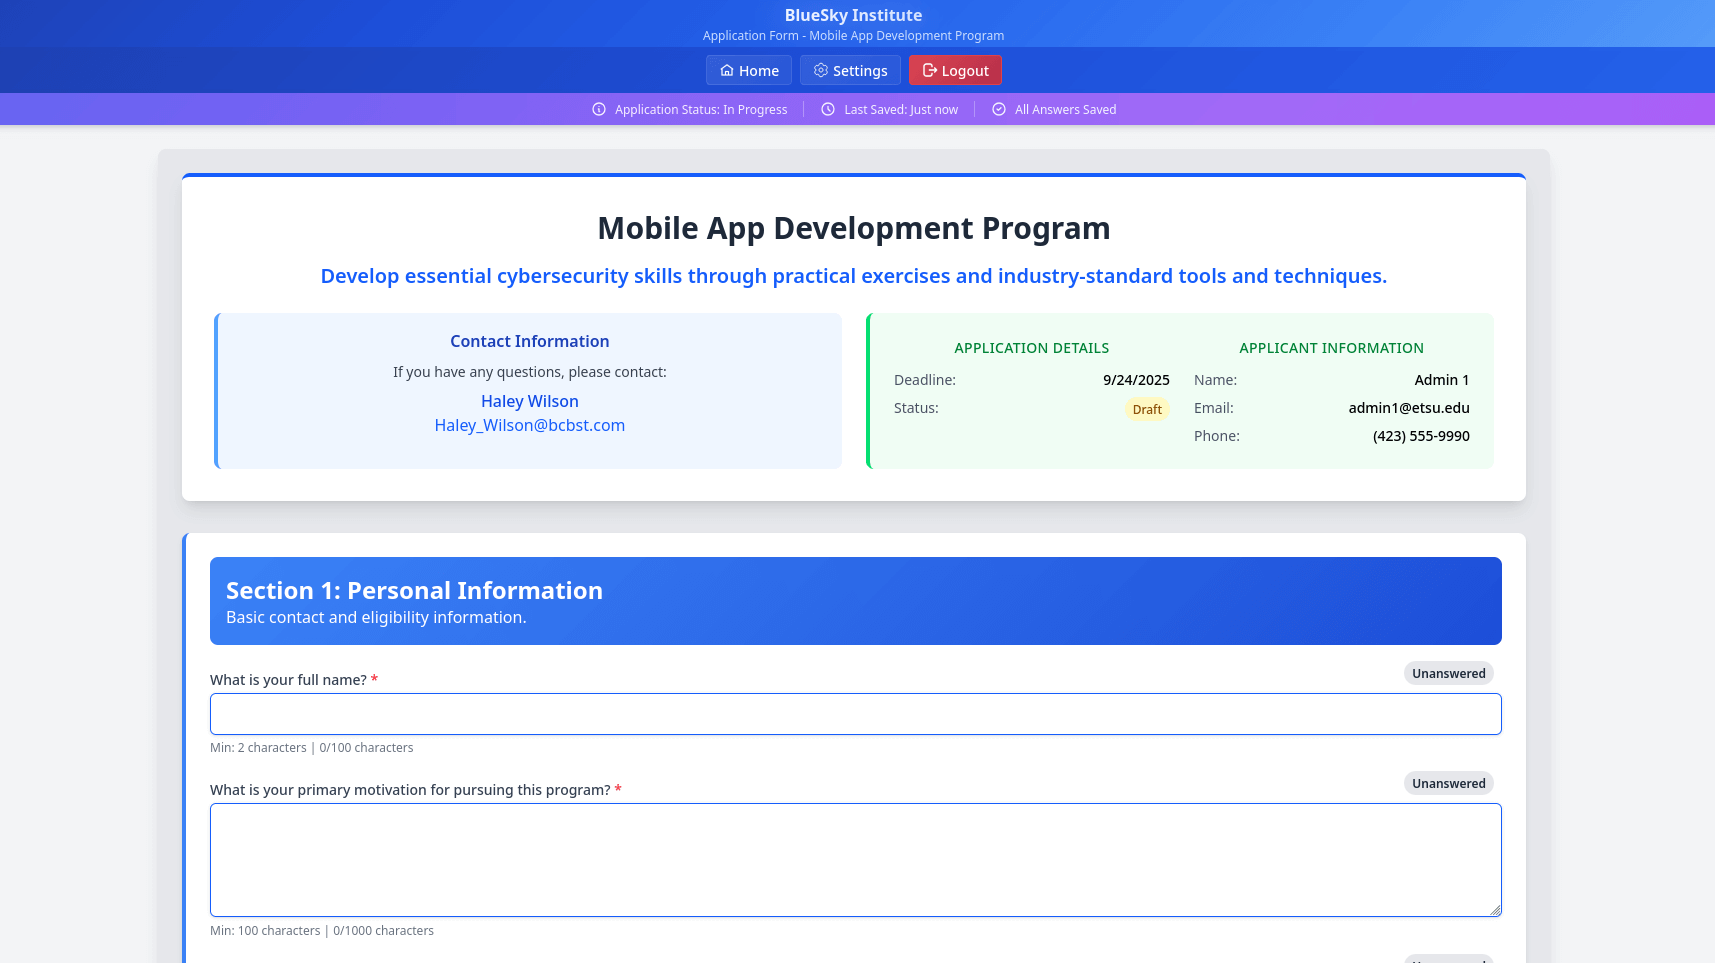 BlueSky Institute
Application Form - Mobile App Development Program
Home Settings Logout
Application Status: In Progress Last Saved: Just now All Answers Saved
Mobile App Development Program
Develop essential cybersecurity skills through practical exercises and industry-standard tools and techniques.
Contact Information
If you have any questions, please contact:
Haley Wilson
Haley_Wilson@bcbst.com
APPLICATION DETAILS
Deadline: 9/24/2025
Status: Draft
APPLICANT INFORMATION
Name: Admin 1
Email: admin1@etsu.edu
Phone: (423) 555-9990
Section 1: Personal Information
Basic contact and eligibility information.
What is your full name? * Unanswered
Min: 2 characters | 0/100 characters
What is your primary motivation for pursuing this program? * Unanswered
Min: 100 characters | 0/1000 characters